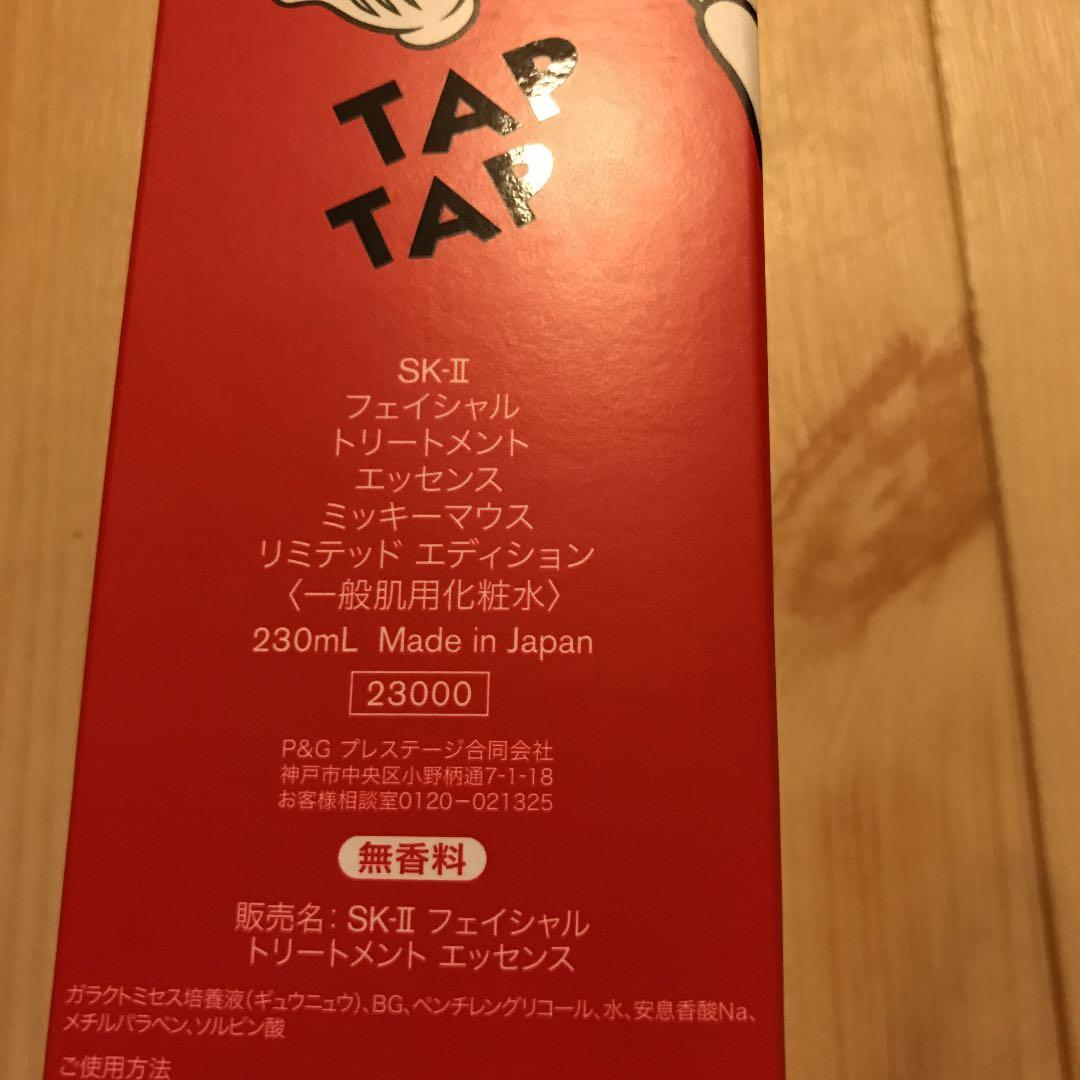 TAP
TAP
SK-Ⅱ
フェイシャル
トリートメント
エッセンス
ミッキーマウス
リミテッド エディション
〈一般肌用化粧水〉
230mL Made in Japan
23000
P&G プレステージ合同会社
神戸市中央区小野柄通7-1-18
お客様相談室0120-021325
無香料
販売名: SK-Ⅱ フェイシャル
トリートメント エッセンス
ガラクトミセス培養液(ギュウニュウ)、BG、ペンチレングリコール、水、安息香酸Na、
メチルパラベン、ソルビン酸
ご使用方法